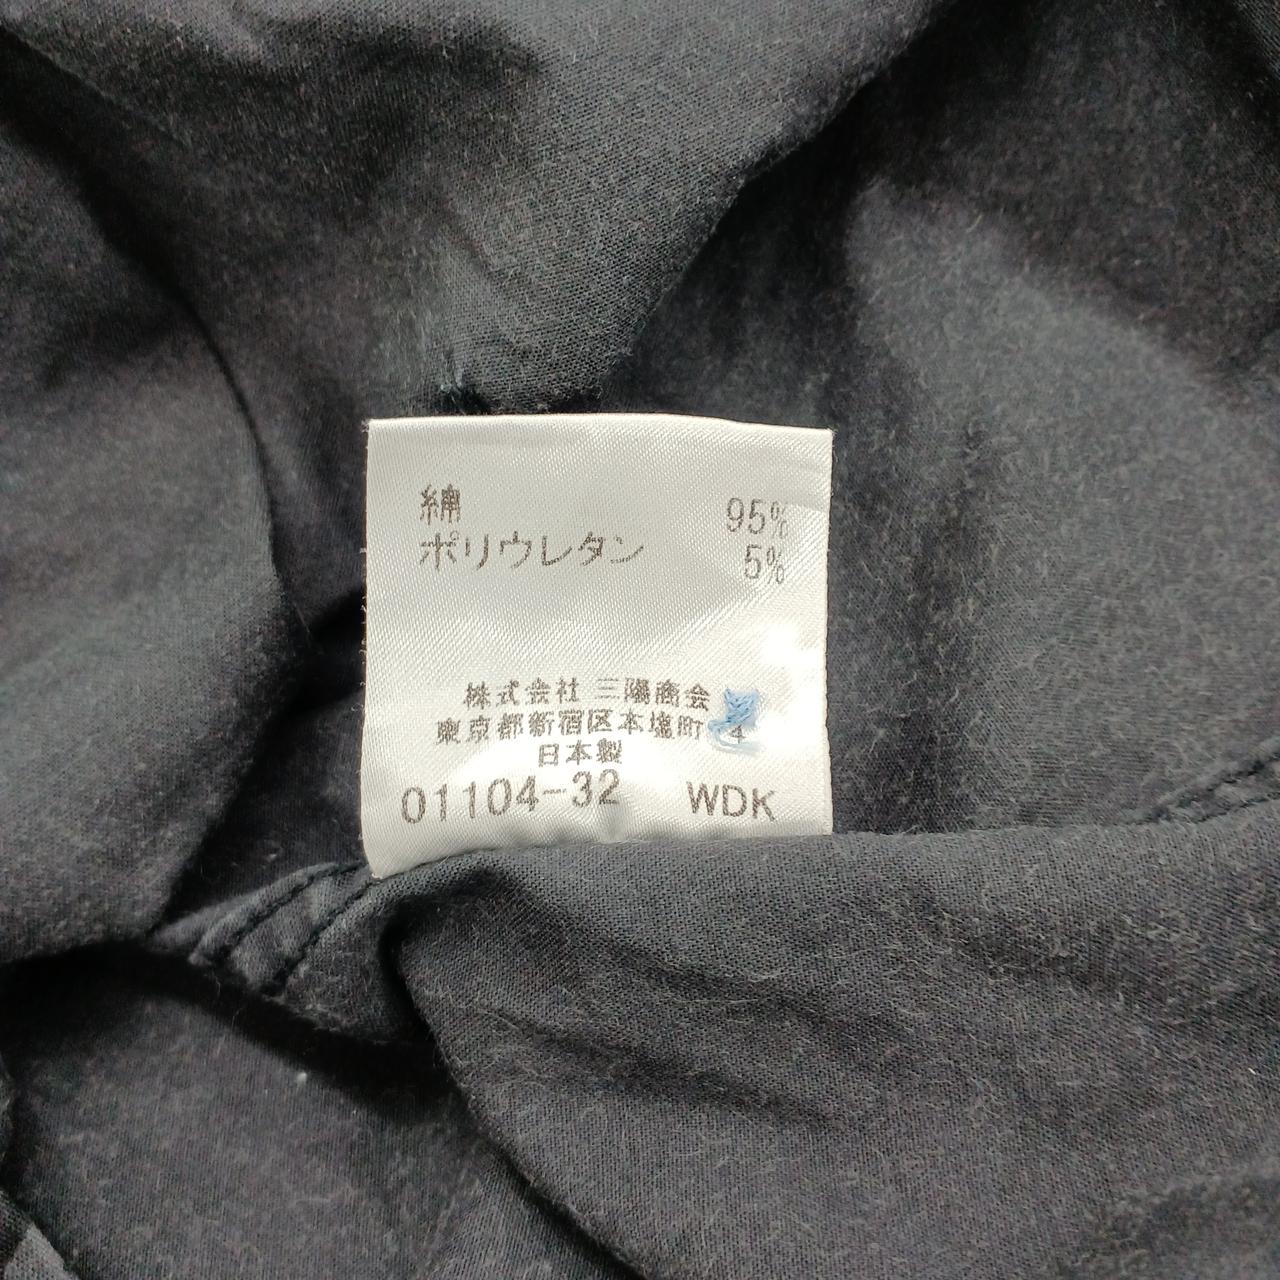 綿 95%
ポリウレタン 5%
株式会社 三陽商会
東京都新宿区本塩町 4
日本製
01104-32 WDK